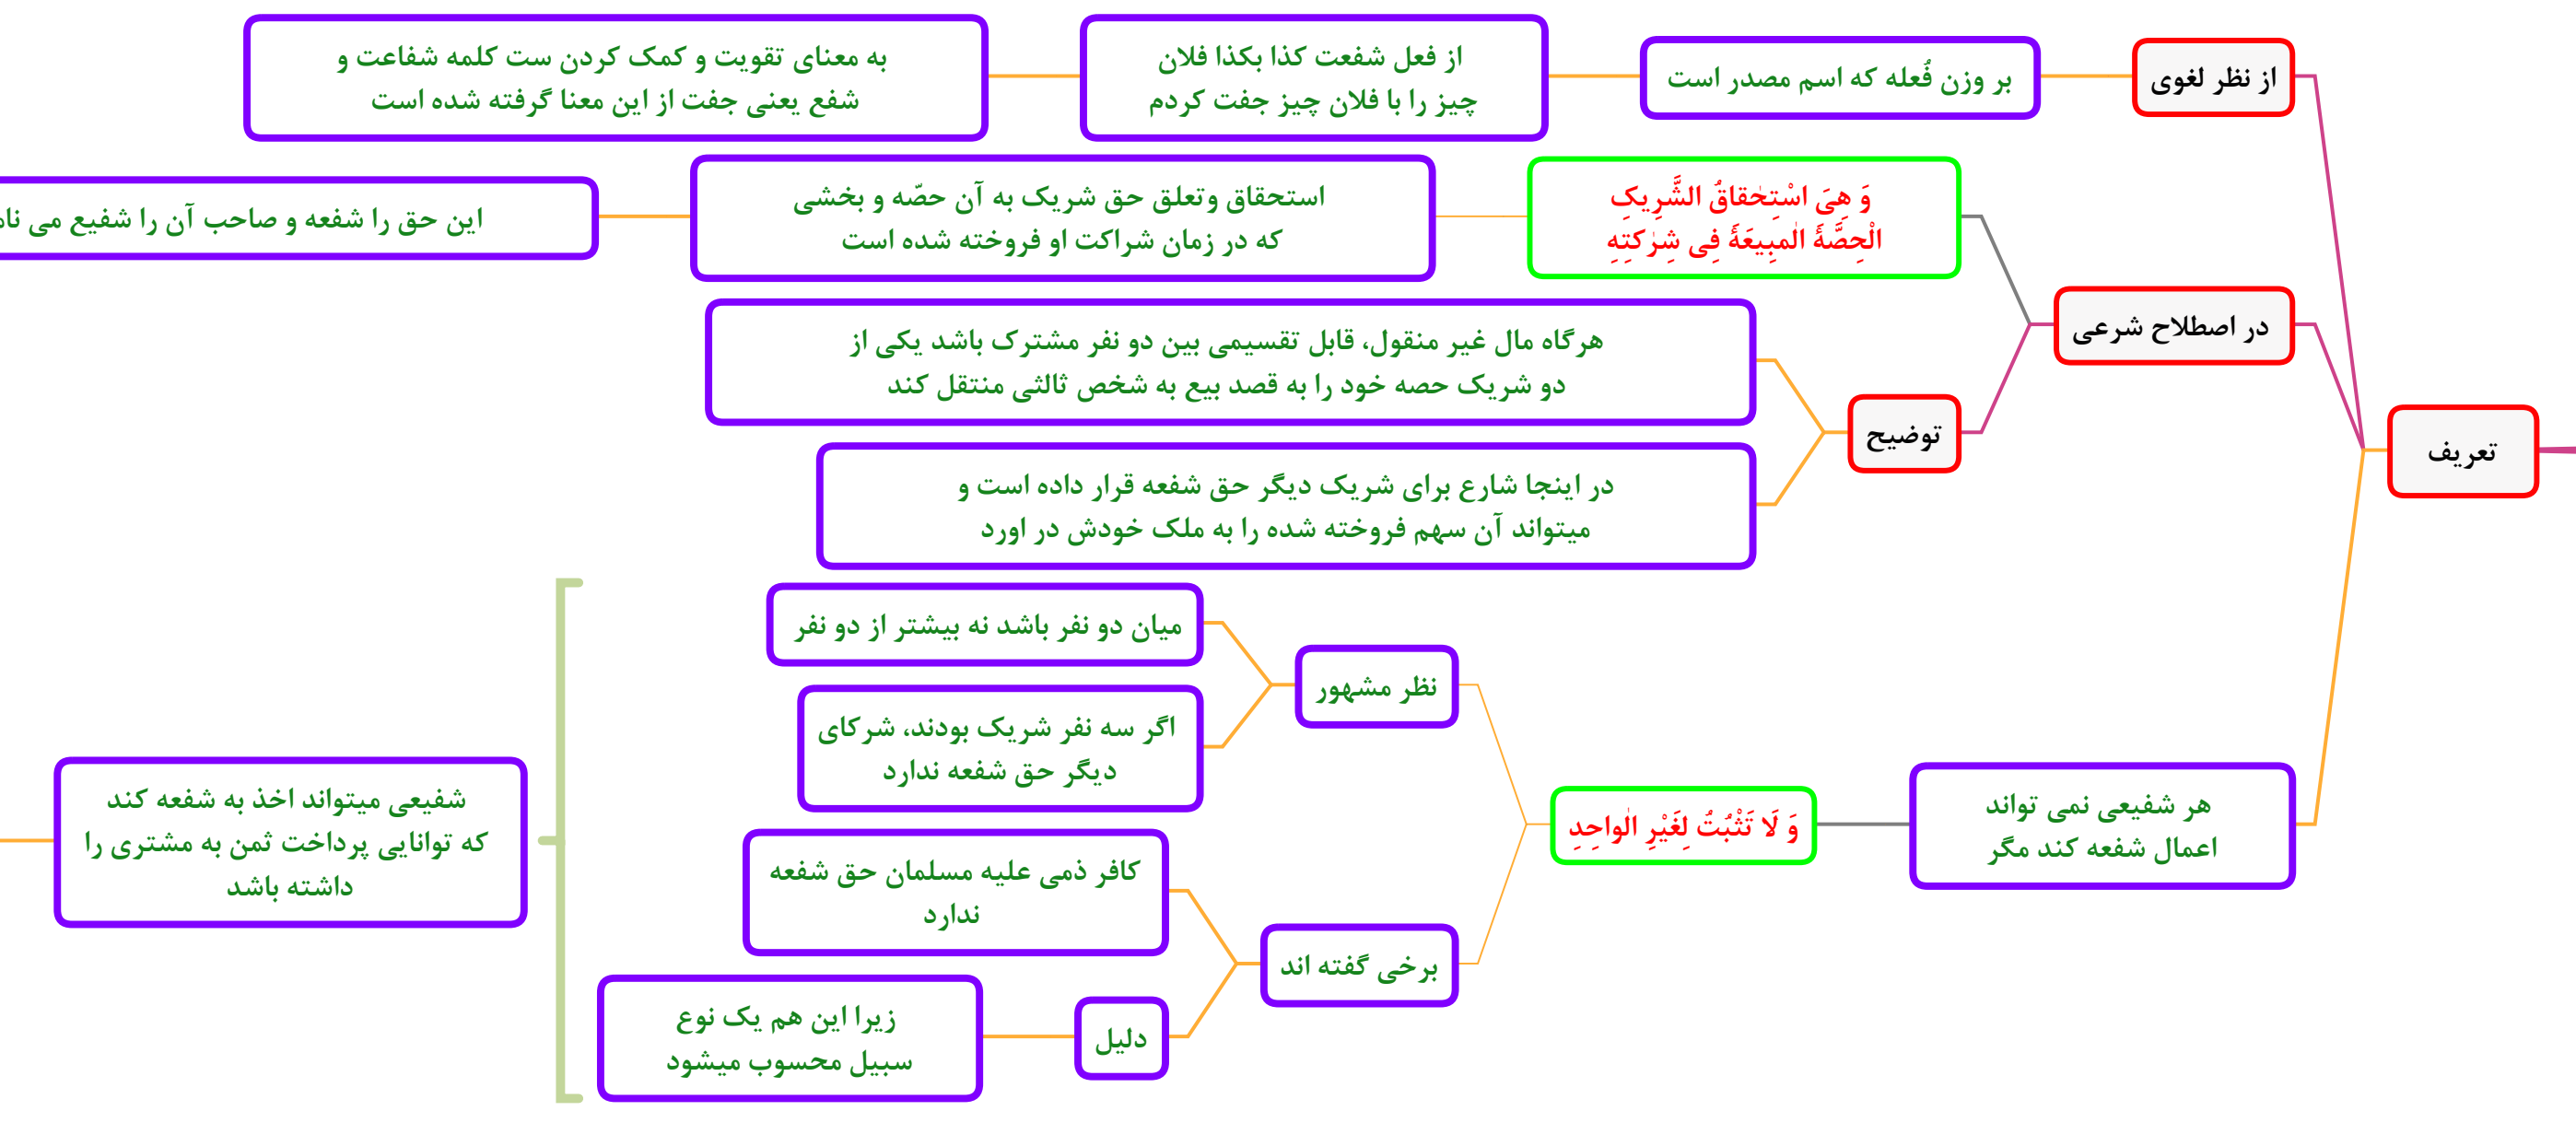 از نظر لغوی
بر وزن فُعله که اسم مصدر است
از فعل شفعت کذا بکذا فلان
چیز را با فلان چیز جفت کردم
به معنای تقویت و کمک کردن ست کلمه شفاعت و
شفع یعنی جفت از این معنا گرفته شده است
وَ هِیَ اسْتِحْقاقُ الشَّرِیکِ
الْحِصَّةَ الْمبِیعَةَ فِی شِرْکتِهِ
استحقاق وتعلق حق شریک به آن حصّه و بخشی
که در زمان شراکت او فروخته شده است
این حق را شفعه و صاحب آن را شفیع می
در اصطلاح شرعی
هرگاه مال غیر منقول، قابل تقسیمی بین دو نفر مشترک باشد یکی از
دو شریک حصه خود را به قصد بیع به شخص ثالثی منتقل کند
توضیح
تعریف
در اینجا شارع برای شریک دیگر حق شفعه قرار داده است و
میتواند آن سهم فروخته شده را به ملک خودش در اورد
میان دو نفر باشد نه بیشتر از دو نفر
نظر مشهور
اگر سه نفر شریک بودند، شرکای
دیگر حق شفعه ندارد
هر شفیعی نمی تواند
اعمال شفعه کند مگر
وَ لَا تَثْبُتُ لِغَیْرِ الْواحِدِ
کافر ذمی علیه مسلمان حق شفعه
ندارد
برخی گفته اند
دلیل
زیرا این هم یک نوع
سبیل محسوب میشود
شفیعی میتواند اخذ به شفعه کند
که توانایی پرداخت ثمن به مشتری را
داشته باشد